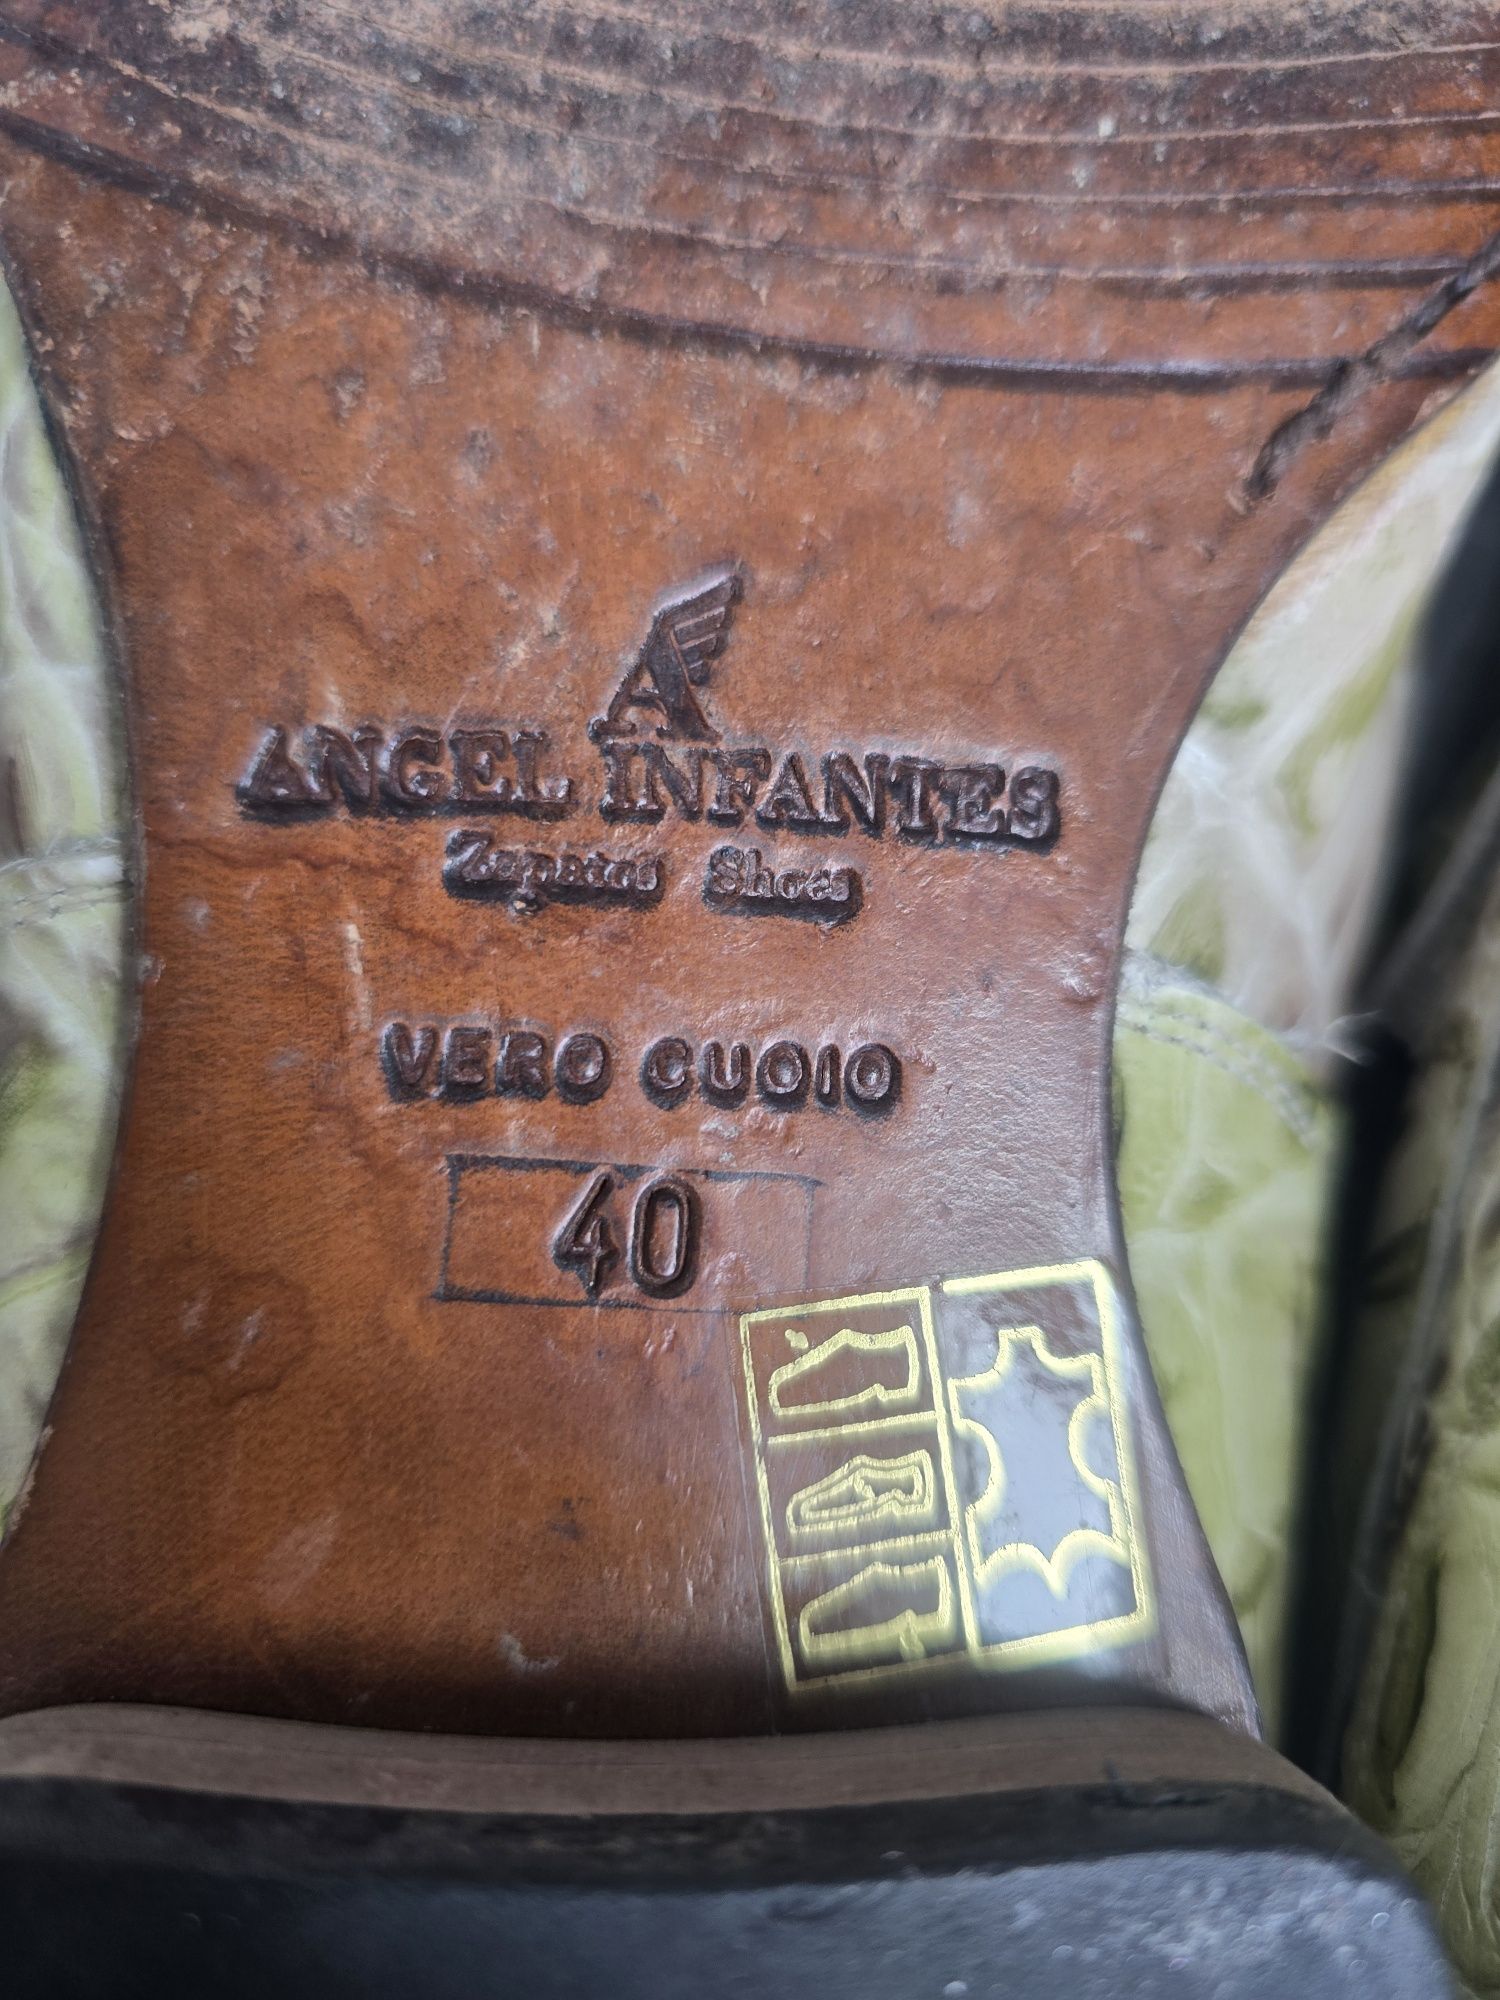 A
ANGEL INFANTES
Zapatos Shoes
VERO CUOIO
40